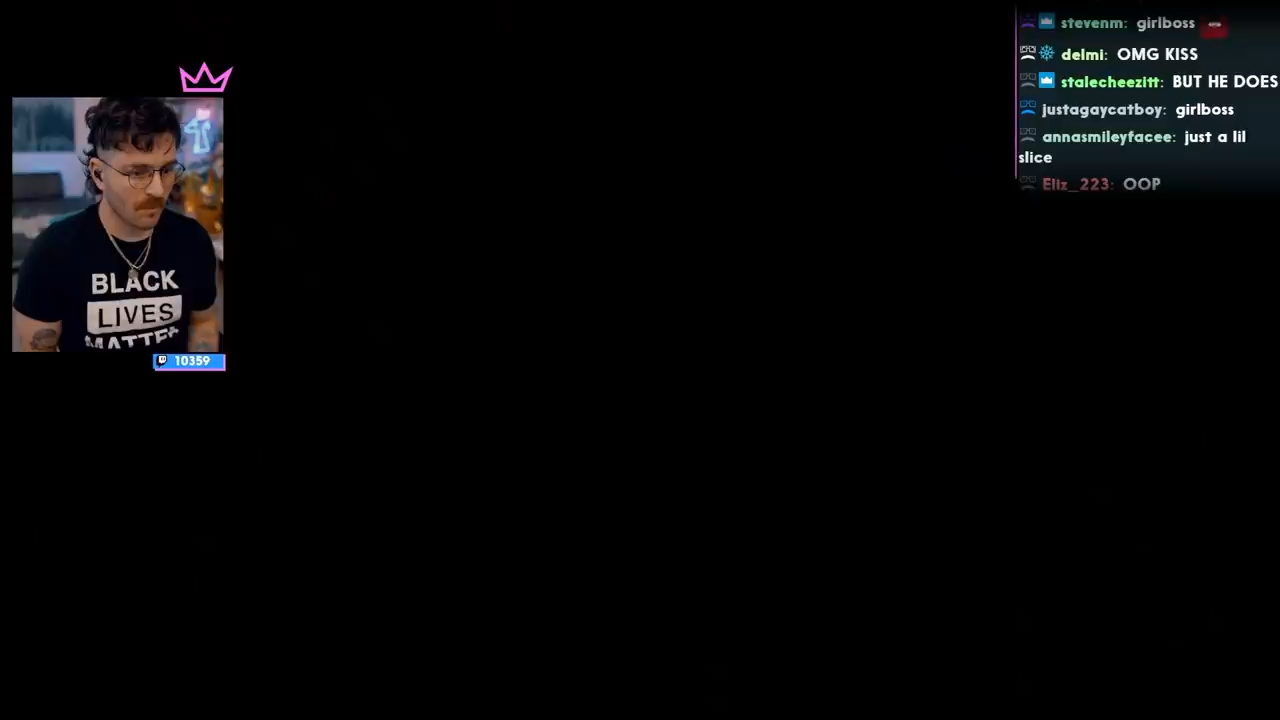 stevenm: girlboss
delmi: OMG KISS
stalecheezitt: BUT HE DOES
justagaycatboy: girlboss
annasmileyfacee: just a lil
slice
Eliz_223: OOP
BLACK
LIVES
MATTER
10359